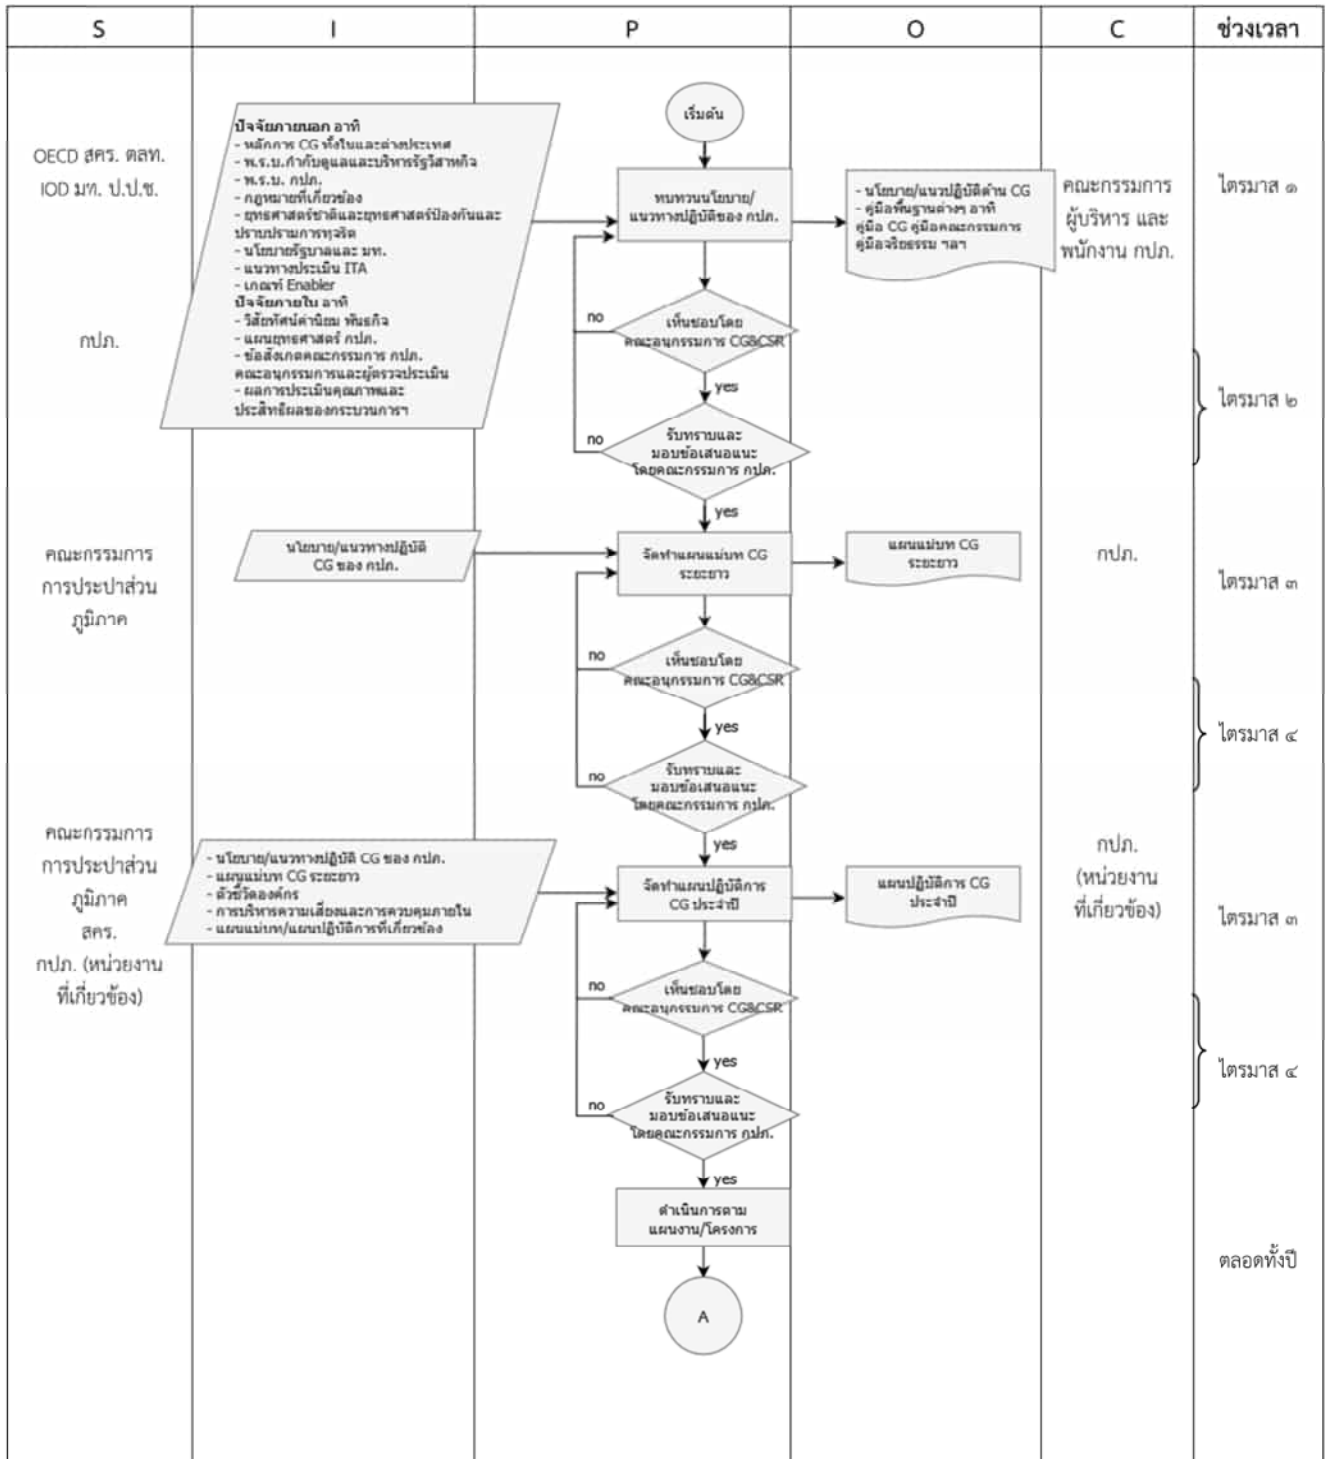 S I P O C ช่วงเวลา
เริ่มต้น
OECD สคร. ตลท.
IOD มท. ป.ป.ช.
กปภ.
ปัจจัยภายนอก อาทิ
- หลักการ CG ทั้งในและต่างประเทศ
- พ.ร.บ.กำกับดูแลและบริหารรัฐวิสาหกิจ
- พ.ร.บ. กปภ.
- กฎหมายที่เกี่ยวข้อง
- ยุทธศาสตร์ชาติและยุทธศาสตร์ป้องกันและ
ปราบปรามการทุจริต
- นโยบายรัฐบาลและ มท.
- แนวทางประเมิน ITA
- เกณฑ์ Enabler
ปัจจัยภายใน อาทิ
- วิสัยทัศน์ค่านิยม พันธกิจ
- แผนยุทธศาสตร์ กปภ.
- ข้อสังเกตคณะกรรมการ กปภ.
คณะอนุกรรมการและผู้ตรวจประเมิน
- ผลการประเมินคุณภาพและ
ประสิทธิผลของกระบวนการฯ
ทบทวนนโยบาย/
แนวทางปฏิบัติของ กปภ.
- นโยบาย/แนวปฏิบัติด้าน CG
- คู่มือพื้นฐานต่างๆ อาทิ
คู่มือ CG คู่มือคณะกรรมการ
คู่มือจริยธรรม ฯลฯ
คณะกรรมการ
ผู้บริหาร และ
พนักงาน กปภ.
ไตรมาส ๑
no
เห็นชอบโดย
คณะอนุกรรมการ CG&CSR
yes
ไตรมาส ๒
no
รับทราบและ
มอบข้อเสนอแนะ
โดยคณะกรรมการ กปภ.
yes
คณะกรรมการ
การประปาส่วน
ภูมิภาค
นโยบาย/แนวทางปฏิบัติ
CG ของ กปภ.
จัดทำแผนแม่บท CG
ระยะยาว
แผนแม่บท CG
ระยะยาว
กปภ.
ไตรมาส ๓
no
เห็นชอบโดย
คณะอนุกรรมการ CG&CSR
yes
ไตรมาส ๔
no
รับทราบและ
มอบข้อเสนอแนะ
โดยคณะกรรมการ กปภ.
yes
คณะกรรมการ
การประปาส่วน
ภูมิภาค
สคร.
กปภ. (หน่วยงาน
ที่เกี่ยวข้อง)
- นโยบาย/แนวทางปฏิบัติ CG ของ กปภ.
- แผนแม่บท CG ระยะยาว
- ตัวชี้วัดองค์กร
- การบริหารความเสี่ยงและการควบคุมภายใน
- แผนแม่บท/แผนปฏิบัติการที่เกี่ยวข้อง
จัดทำแผนปฏิบัติการ
CG ประจำปี
แผนปฏิบัติการ CG
ประจำปี
กปภ.
(หน่วยงาน
ที่เกี่ยวข้อง)
ไตรมาส ๓
no
เห็นชอบโดย
คณะอนุกรรมการ CG&CSR
yes
ไตรมาส ๔
no
รับทราบและ
มอบข้อเสนอแนะ
โดยคณะกรรมการ กปภ.
yes
ดำเนินการตาม
แผนงาน/โครงการ
ตลอดทั้งปี
A